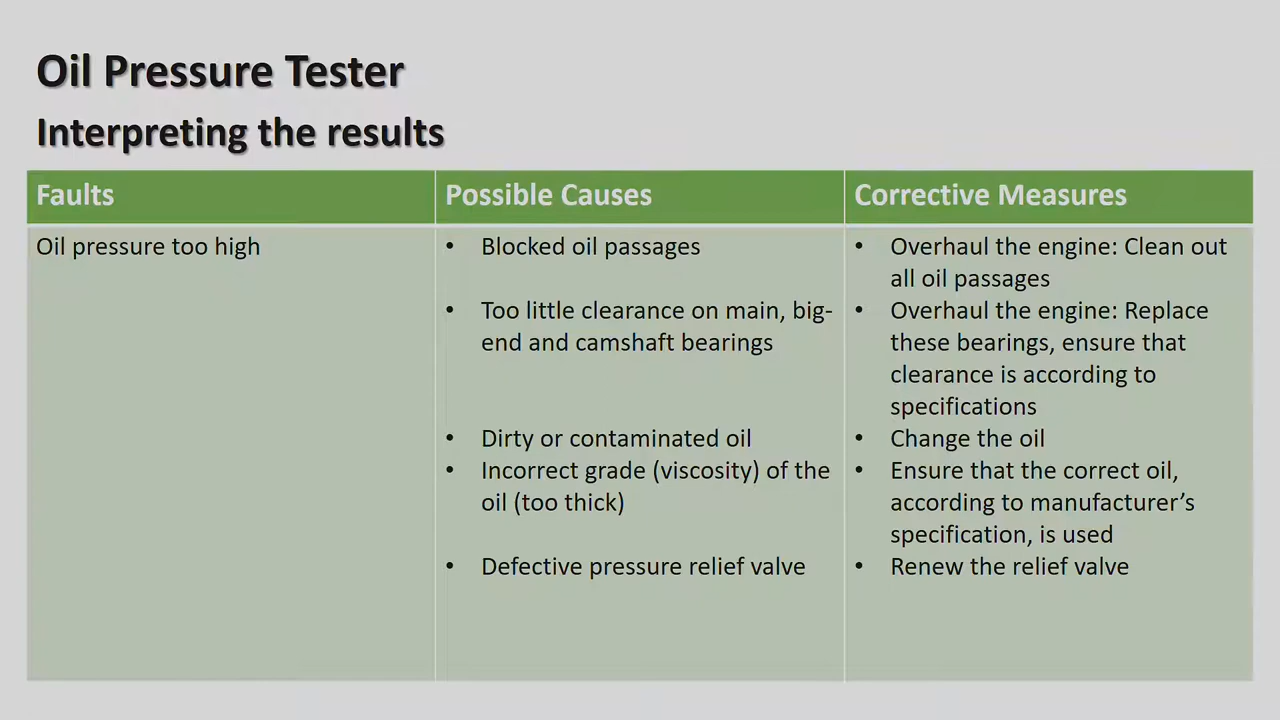 Oil Pressure Tester
Interpreting the results
Faults
Possible Causes
Corrective Measures
Oil pressure too high
• Blocked oil passages
• Too little clearance on main, big-
end and camshaft bearings
• Dirty or contaminated oil
• Incorrect grade (viscosity) of the
oil (too thick)
• Defective pressure relief valve
• Overhaul the engine: Clean out
all oil passages
• Overhaul the engine: Replace
these bearings, ensure that
clearance is according to
specifications
• Change the oil
• Ensure that the correct oil,
according to manufacturer’s
specification, is used
• Renew the relief valve